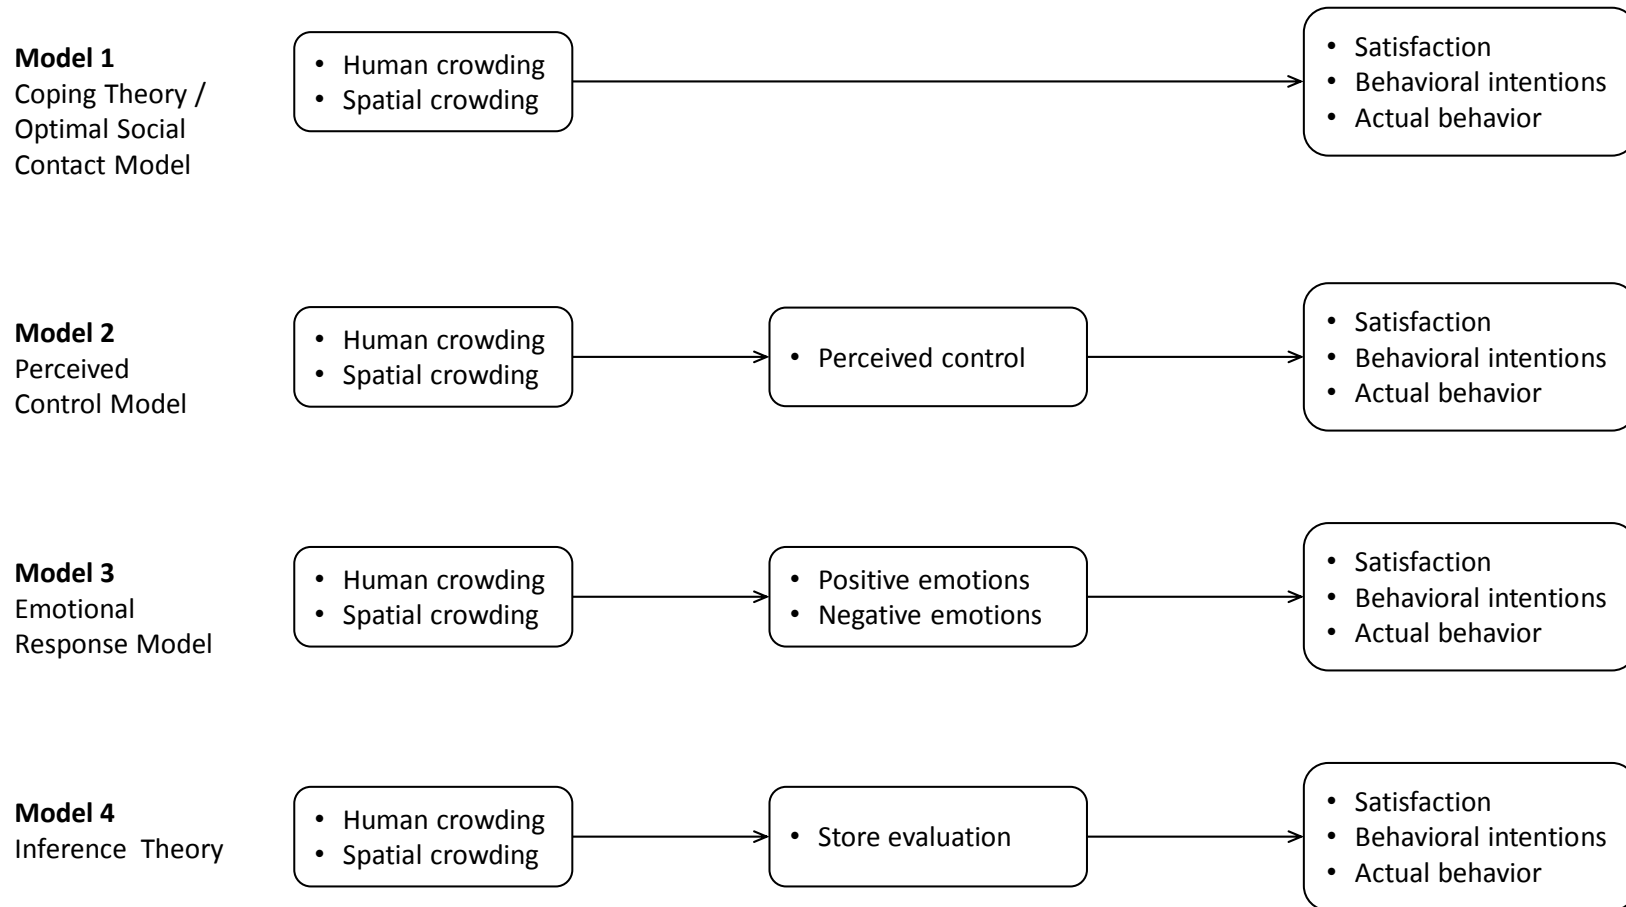 Model 1
Coping Theory /
Optimal Social
Contact Model
• Human crowding
• Spatial crowding
• Satisfaction
• Behavioral intentions
• Actual behavior
Model 2
Perceived
Control Model
• Human crowding
• Spatial crowding
• Perceived control
• Satisfaction
• Behavioral intentions
• Actual behavior
Model 3
Emotional
Response Model
• Human crowding
• Spatial crowding
• Positive emotions
• Negative emotions
• Satisfaction
• Behavioral intentions
• Actual behavior
Model 4
Inference Theory
• Human crowding
• Spatial crowding
• Store evaluation
• Satisfaction
• Behavioral intentions
• Actual behavior